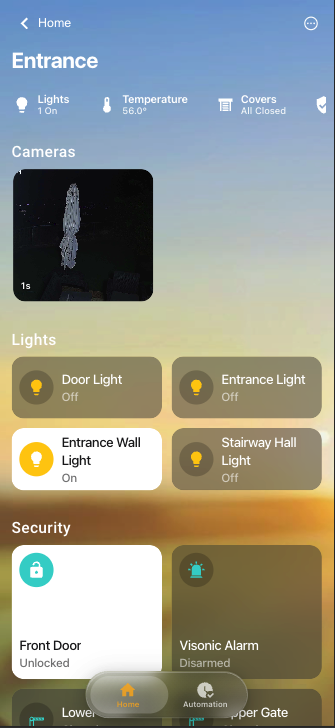 Home
Entrance
Lights
1 On
Temperature
56.0°
Covers
All Closed
Cameras
1s
Lights
Door Light
Off
Entrance Light
Off
Entrance Wall
Light
On
Stairway Hall
Light
Off
Security
Front Door
Unlocked
Visonic Alarm
Disarmed
Lower
Upper Gate
Home
Automation